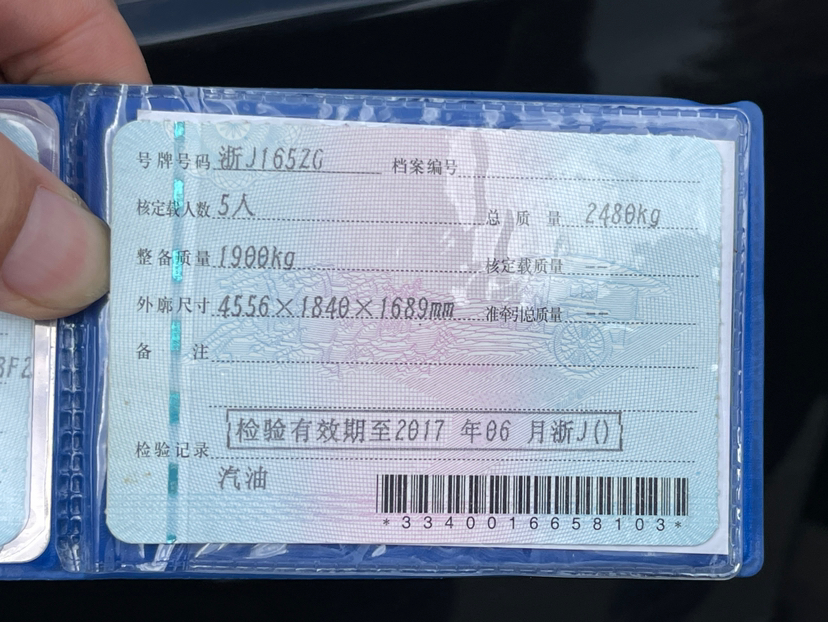 号牌号码 浙J165ZG 档案编号
核定载人数 5人 总质量 2480kg
整备质量 1900kg 核定载质量 --
外廓尺寸 4556×1840×1689mm 准牵引总质量 --
备注
检验记录 检验有效期至2017 年06 月浙J()
汽油
*3340016658103*